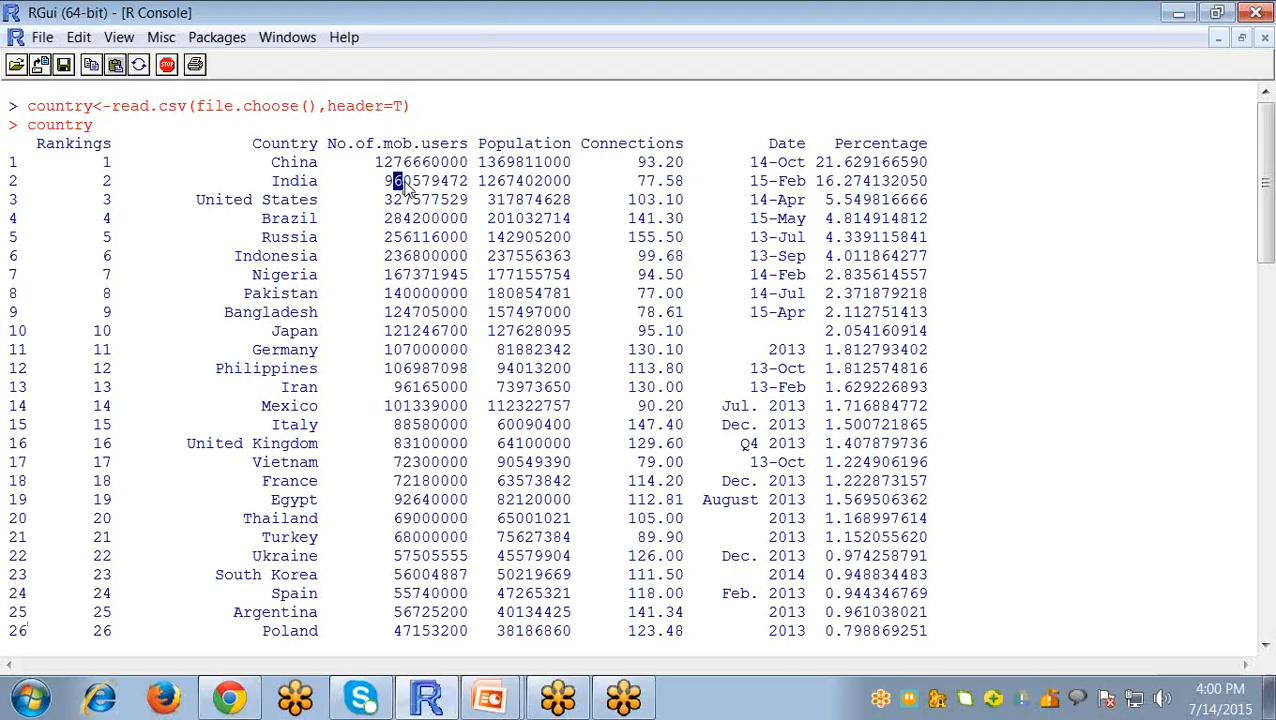 RGui (64-bit) - [R Console]
File Edit View Misc Packages Windows Help
STOP
> country<-read.csv(file.choose(),header=T)
> country
Rankings Country No.of.mob.users Population Connections Date Percentage
1 1 China 1276660000 1369811000 93.20 14-Oct 21.629166590
2 2 India 960579472 1267402000 77.58 15-Feb 16.274132050
3 3 United States 327577529 317874628 103.10 14-Apr 5.549816666
4 4 Brazil 284200000 201032714 141.30 15-May 4.814914812
5 5 Russia 256116000 142905200 155.50 13-Jul 4.339115841
6 6 Indonesia 236800000 237556363 99.68 13-Sep 4.011864277
7 7 Nigeria 167371945 177155754 94.50 14-Feb 2.835614557
8 8 Pakistan 140000000 180854781 77.00 14-Jul 2.371879218
9 9 Bangladesh 124705000 157497000 78.61 15-Apr 2.112751413
10 10 Japan 121246700 127628095 95.10 2.054160914
11 11 Germany 107000000 81882342 130.10 2013 1.812793402
12 12 Philippines 106987098 94013200 113.80 13-Oct 1.812574816
13 13 Iran 96165000 73973650 130.00 13-Feb 1.629226893
14 14 Mexico 101339000 112322757 90.20 Jul. 2013 1.716884772
15 15 Italy 88580000 60090400 147.40 Dec. 2013 1.500721865
16 16 United Kingdom 83100000 64100000 129.60 Q4 2013 1.407879736
17 17 Vietnam 72300000 90549390 79.00 13-Oct 1.224906196
18 18 France 72180000 63573842 114.20 Dec. 2013 1.222873157
19 19 Egypt 92640000 82120000 112.81 August 2013 1.569506362
20 20 Thailand 69000000 65001021 105.00 2013 1.168997614
21 21 Turkey 68000000 75627384 89.90 2013 1.152055620
22 22 Ukraine 57505555 45579904 126.00 Dec. 2013 0.974258791
23 23 South Korea 56004887 50219669 111.50 2014 0.948834483
24 24 Spain 55740000 47265321 118.00 Feb. 2013 0.944346769
25 25 Argentina 56725200 40134425 141.34 2013 0.961038021
26 26 Poland 47153200 38186860 123.48 2013 0.798869251
4:00 PM
7/14/2015